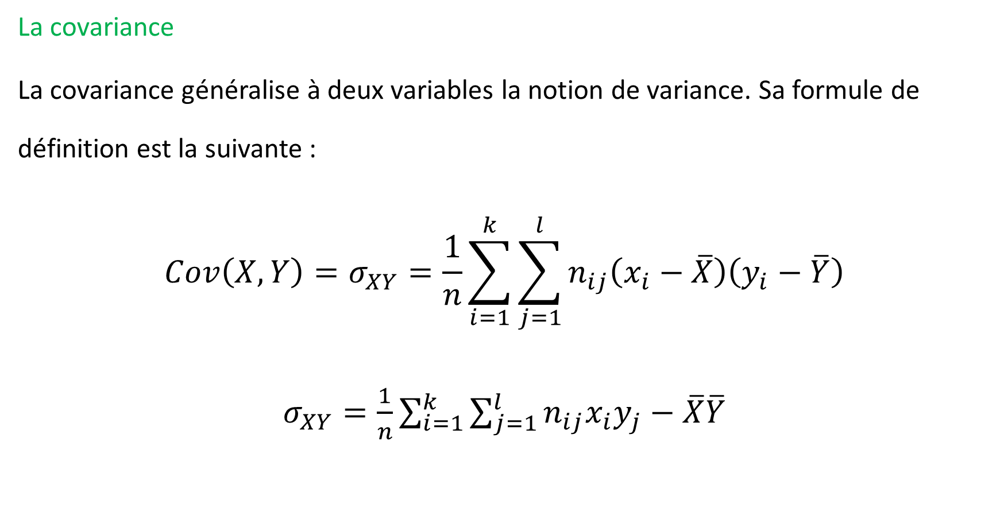 La covariance
La covariance généralise à deux variables la notion de variance. Sa formule de
définition est la suivante :
$Cov(X, Y) = \sigma_{XY} = \frac{1}{n} \sum_{i=1}^{k} \sum_{j=1}^{l} n_{ij}(x_i - \bar{X})(y_i - \bar{Y})$
$\sigma_{XY} = \frac{1}{n} \sum_{i=1}^{k} \sum_{j=1}^{l} n_{ij} x_i y_j - \bar{X}\bar{Y}$